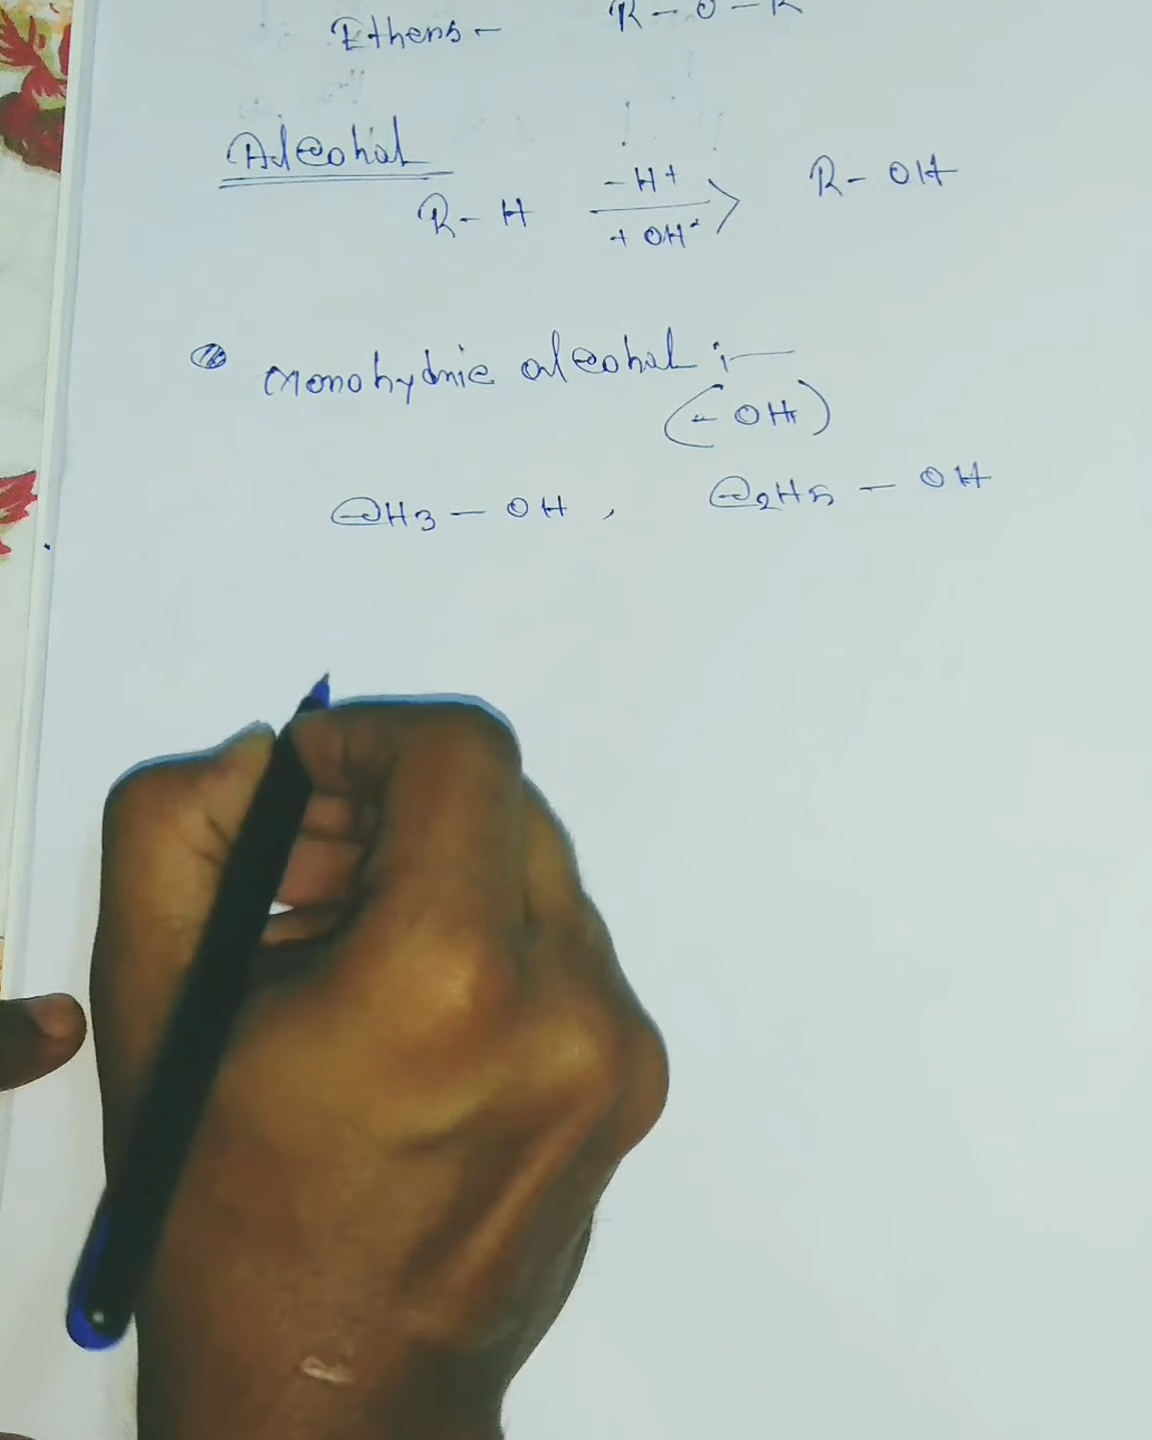 Ethers - R - O - R
Alcohol
R - H -H+ + OH- R - OH
Monohydric alcohol :-
(- OH)
CH3 - OH , C2H5 - OH